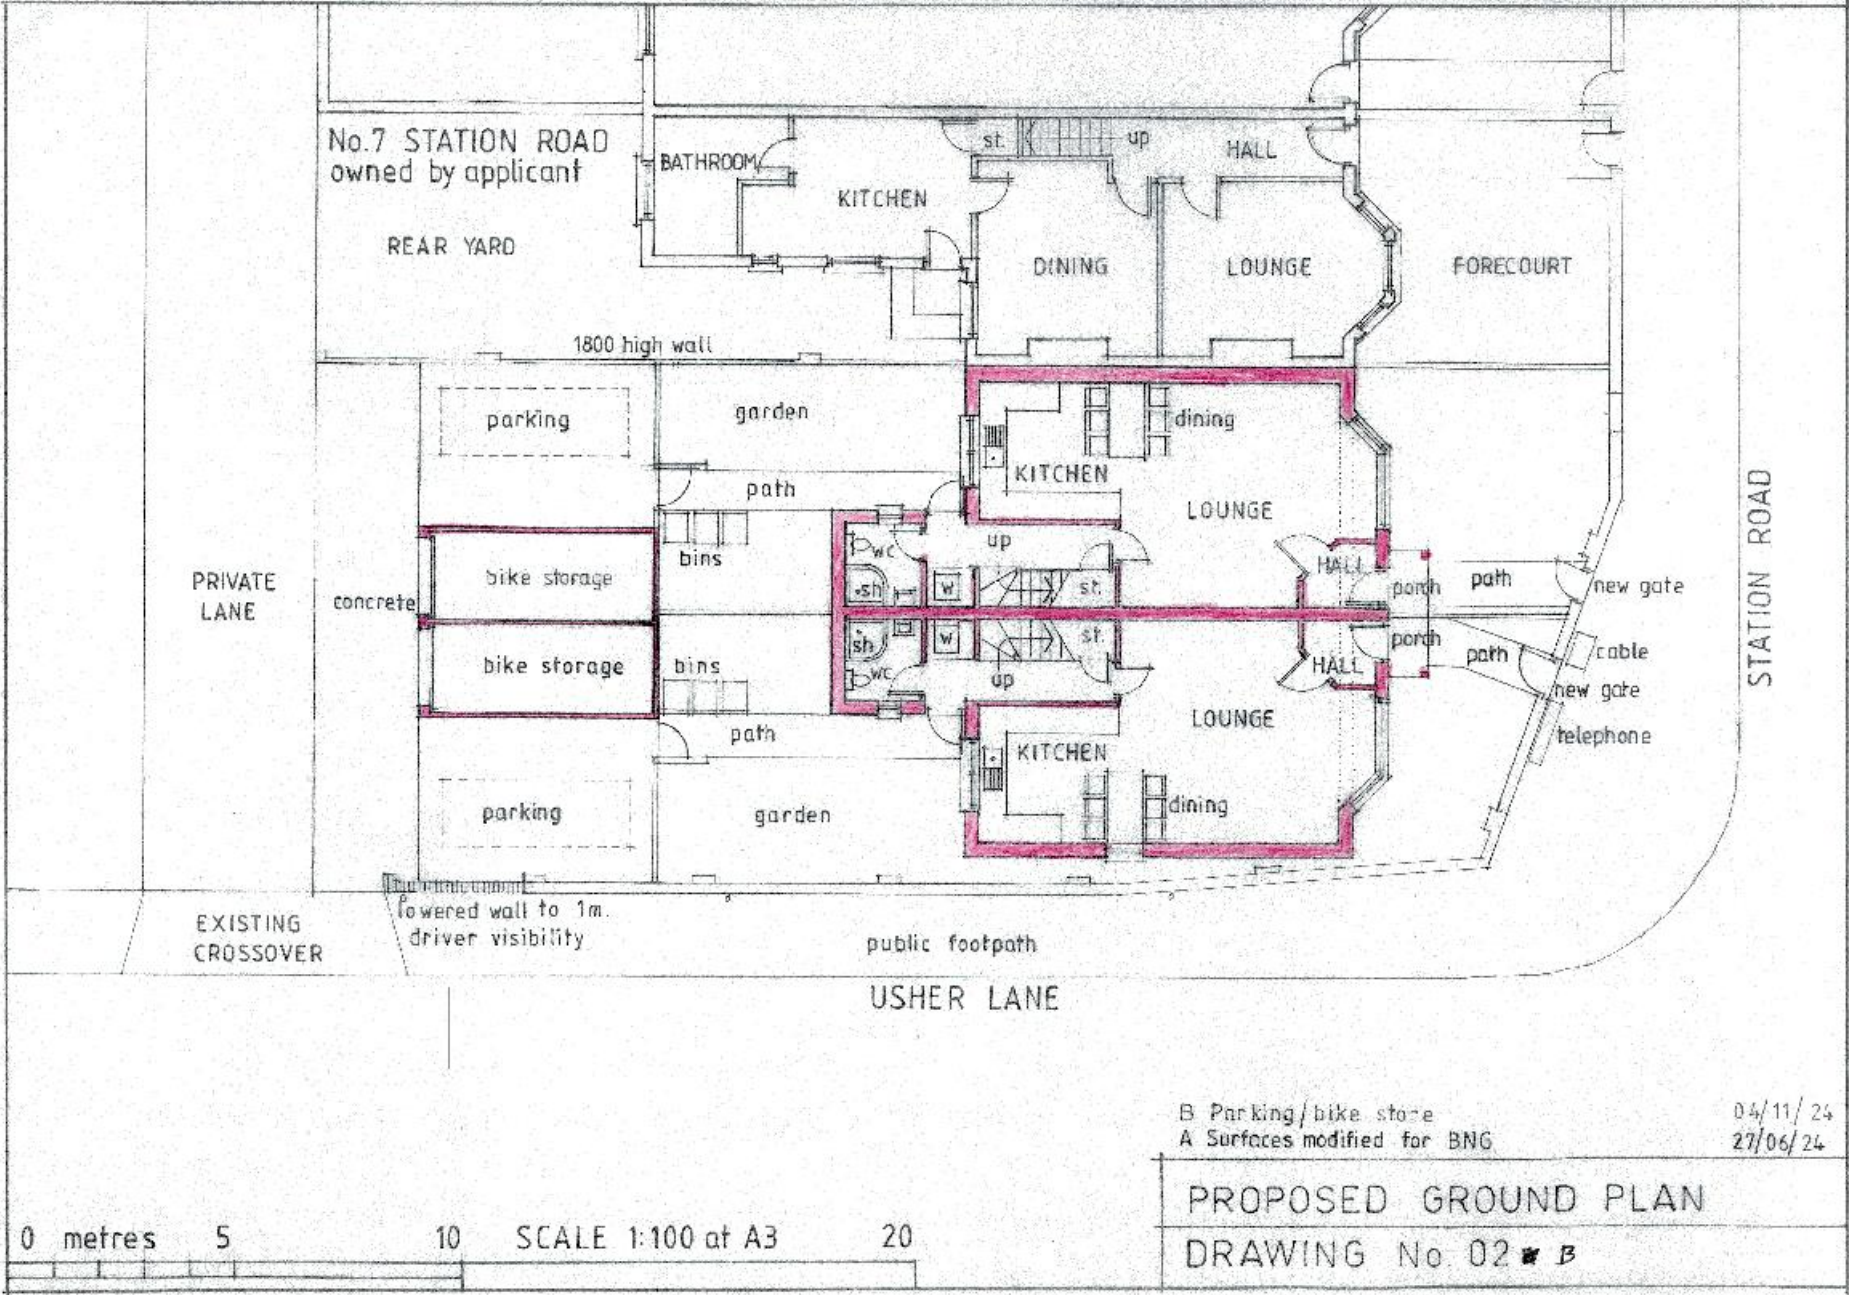 No.7 STATION ROAD
owned by applicant
REAR YARD
BATHROOM
KITCHEN
st.
up
HALL
DINING
LOUNGE
FORECOURT
1800 high wall
parking
garden
path
dining
KITCHEN
LOUNGE
bins
bike storage
wc
sh
w
up
st.
HALL
porch
path
new gate
PRIVATE
LANE
concrete
STATION ROAD
bike storage
bins
sh
wc
w
up
st.
HALL
porch
path
cable
new gate
telephone
path
KITCHEN
LOUNGE
dining
parking
garden
EXISTING
CROSSOVER
lowered wall to 1m.
driver visibility
public footpath
USHER LANE
B Parking/bike store 04/11/24
A Surfaces modified for BNG 27/06/24
PROPOSED GROUND PLAN
DRAWING No. 02 B
0 metres 5 10 SCALE 1:100 at A3 20